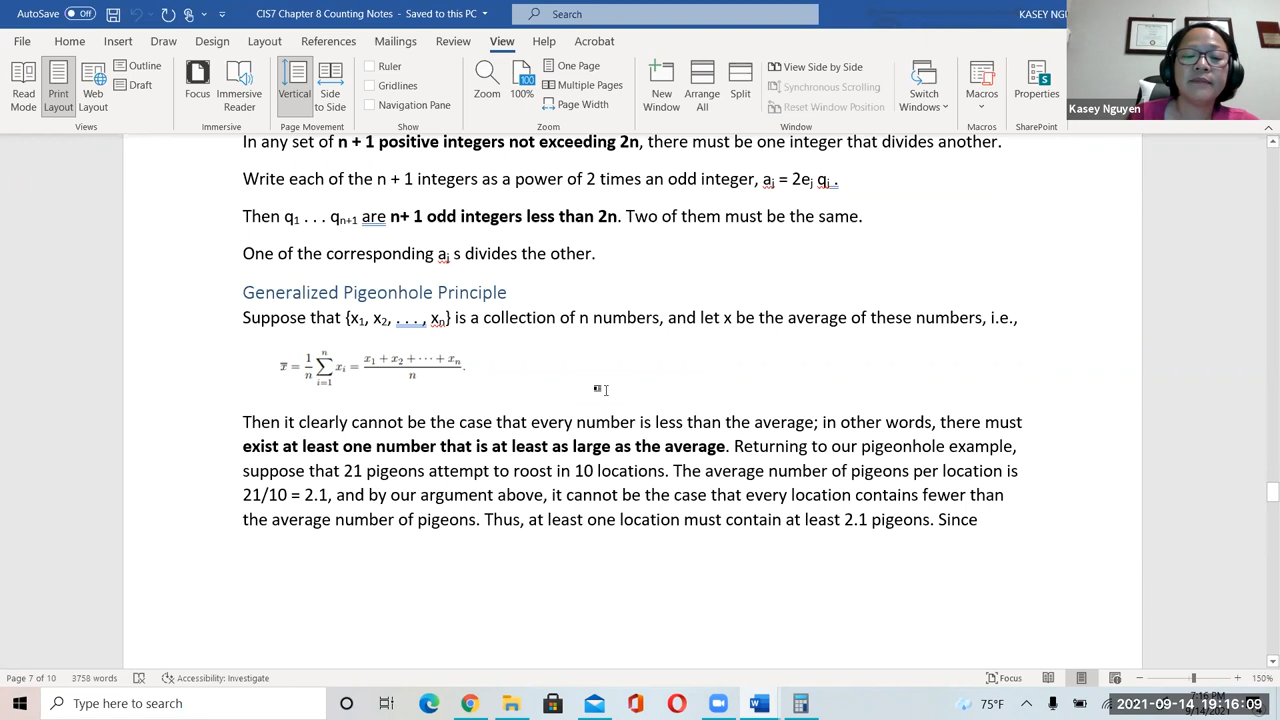 AutoSave Off CIS7 Chapter 8 Counting Notes - Saved to this PC Search KASEY NGUYEN
File Home Insert Draw Design Layout References Mailings Review View Help Acrobat
Read Mode Print Layout Web Layout Outline Draft Focus Immersive Reader Vertical Side to Side Ruler Gridlines Navigation Pane Zoom 100 100% One Page Multiple Pages Page Width New Window Arrange All Split View Side by Side Synchronous Scrolling Reset Window Position Switch Windows Macros Properties
Views Immersive Page Movement Show Zoom Window Macros SharePoint
Kasey Nguyen
In any set of n + 1 positive integers not exceeding 2n, there must be one integer that divides another.
Write each of the n + 1 integers as a power of 2 times an odd integer, aj = 2ej qj .
Then q1 . . . qn+1 are n+ 1 odd integers less than 2n. Two of them must be the same.
One of the corresponding aj s divides the other.
Generalized Pigeonhole Principle
Suppose that {x1, x2, . . . , xn} is a collection of n numbers, and let x be the average of these numbers, i.e.,
x̅ = 1/n ∑ i=1 n xi = x1 + x2 + ··· + xn / n .
Then it clearly cannot be the case that every number is less than the average; in other words, there must
exist at least one number that is at least as large as the average. Returning to our pigeonhole example,
suppose that 21 pigeons attempt to roost in 10 locations. The average number of pigeons per location is
21/10 = 2.1, and by our argument above, it cannot be the case that every location contains fewer than
the average number of pigeons. Thus, at least one location must contain at least 2.1 pigeons. Since
Page 7 of 10 3758 words Accessibility: Investigate Focus 150%
Type here to search 75°F 7:16 PM
9/14/2021
2021-09-14 19:16:09